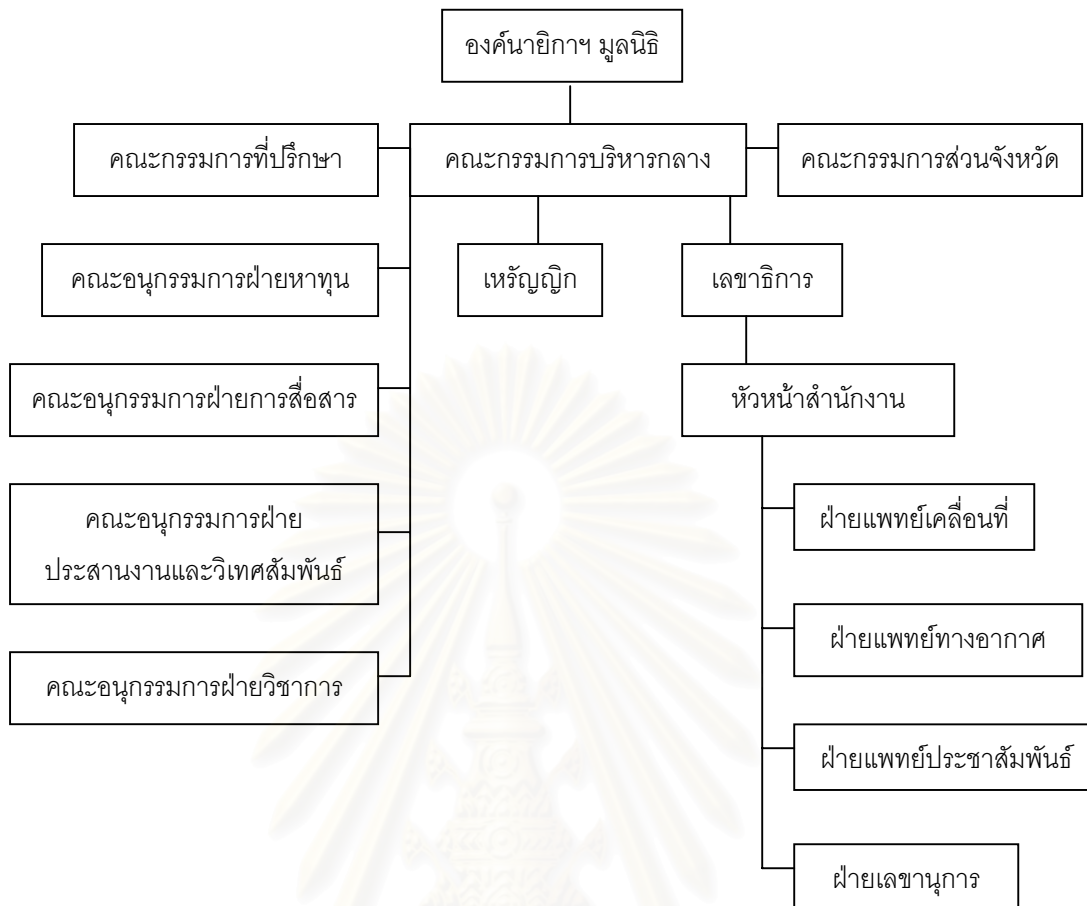 องค์นายิกาฯ มูลนิธิ
คณะกรรมการที่ปรึกษา
คณะกรรมการบริหารกลาง
คณะกรรมการส่วนจังหวัด
คณะอนุกรรมการฝ่ายหาทุน
เหรัญญิก
เลขาธิการ
คณะอนุกรรมการฝ่ายการสื่อสาร
หัวหน้าสำนักงาน
คณะอนุกรรมการฝ่าย
ประสานงานและวิเทศสัมพันธ์
ฝ่ายแพทย์เคลื่อนที่
ฝ่ายแพทย์ทางอากาศ
คณะอนุกรรมการฝ่ายวิชาการ
ฝ่ายแพทย์ประชาสัมพันธ์
ฝ่ายเลขานุการ